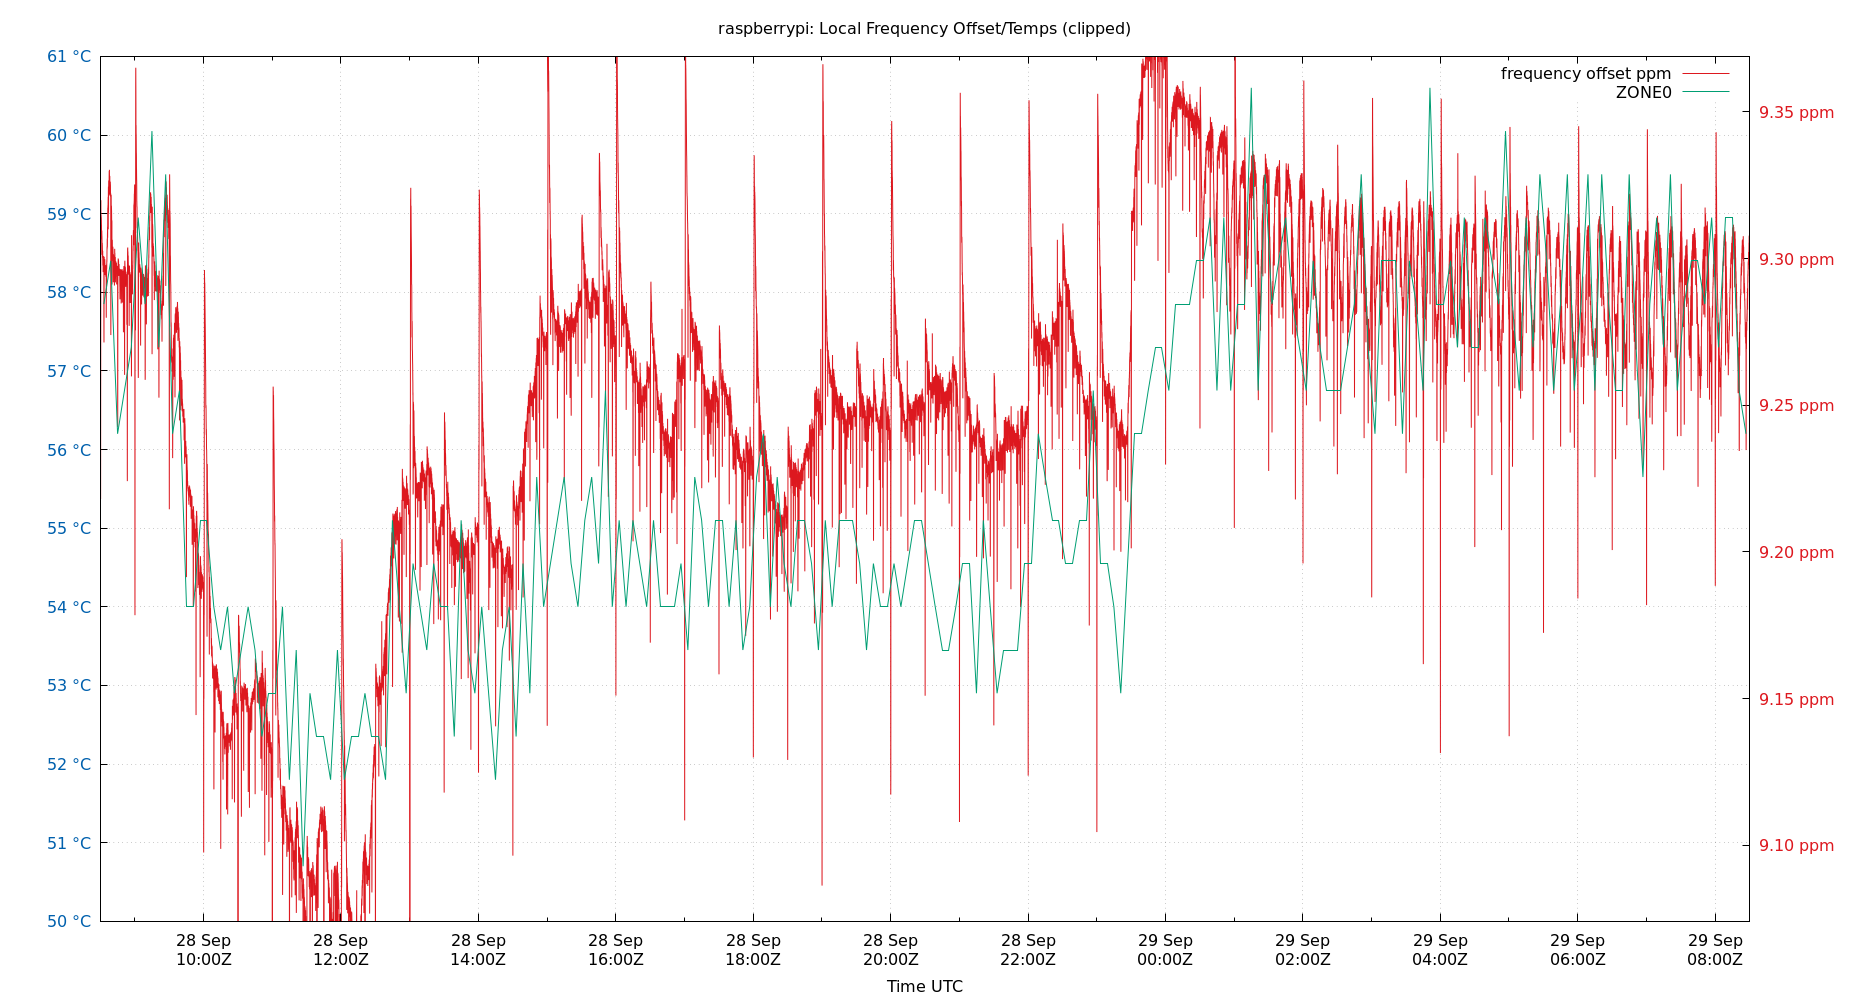 raspberrypi: Local Frequency Offset/Temps (clipped)
frequency offset ppm
ZONE0
61 °C
60 °C
59 °C
58 °C
57 °C
56 °C
55 °C
54 °C
53 °C
52 °C
51 °C
50 °C
9.35 ppm
9.30 ppm
9.25 ppm
9.20 ppm
9.15 ppm
9.10 ppm
28 Sep
10:00Z
28 Sep
12:00Z
28 Sep
14:00Z
28 Sep
16:00Z
28 Sep
18:00Z
28 Sep
20:00Z
28 Sep
22:00Z
29 Sep
00:00Z
29 Sep
02:00Z
29 Sep
04:00Z
29 Sep
06:00Z
29 Sep
08:00Z
Time UTC